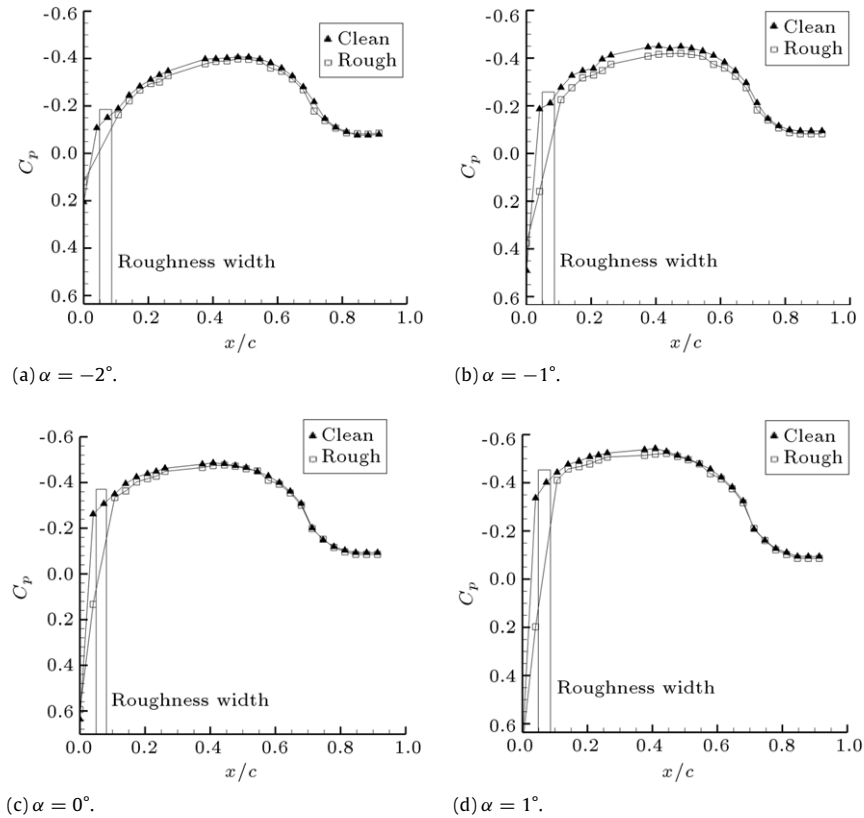 -0.6
-0.4
-0.2
0.0
0.2
0.4
0.6
Cp
Clean
Rough
Roughness width
0.0 0.2 0.4 0.6 0.8 1.0
x/c
(a) α = −2°.
-0.6
-0.4
-0.2
0.0
0.2
0.4
0.6
Cp
Clean
Rough
Roughness width
0.0 0.2 0.4 0.6 0.8 1.0
x/c
(b) α = −1°.
-0.6
-0.4
-0.2
0.0
0.2
0.4
0.6
Cp
Clean
Rough
Roughness width
0.0 0.2 0.4 0.6 0.8 1.0
x/c
(c) α = 0°.
-0.6
-0.4
-0.2
0.0
0.2
0.4
0.6
Cp
Clean
Rough
Roughness width
0.0 0.2 0.4 0.6 0.8 1.0
x/c
(d) α = 1°.